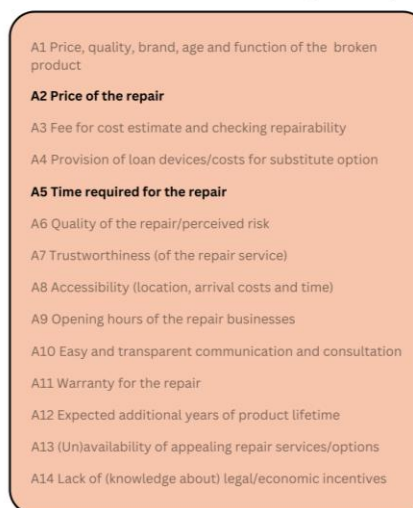 A1 Price, quality, brand, age and function of the broken
product
A2 Price of the repair
A3 Fee for cost estimate and checking repairability
A4 Provision of loan devices/costs for substitute option
A5 Time required for the repair
A6 Quality of the repair/perceived risk
A7 Trustworthiness (of the repair service)
A8 Accessibility (location, arrival costs and time)
A9 Opening hours of the repair businesses
A10 Easy and transparent communication and consultation
A11 Warranty for the repair
A12 Expected additional years of product lifetime
A13 (Un)availability of appealing repair services/options
A14 Lack of (knowledge about) legal/economic incentives